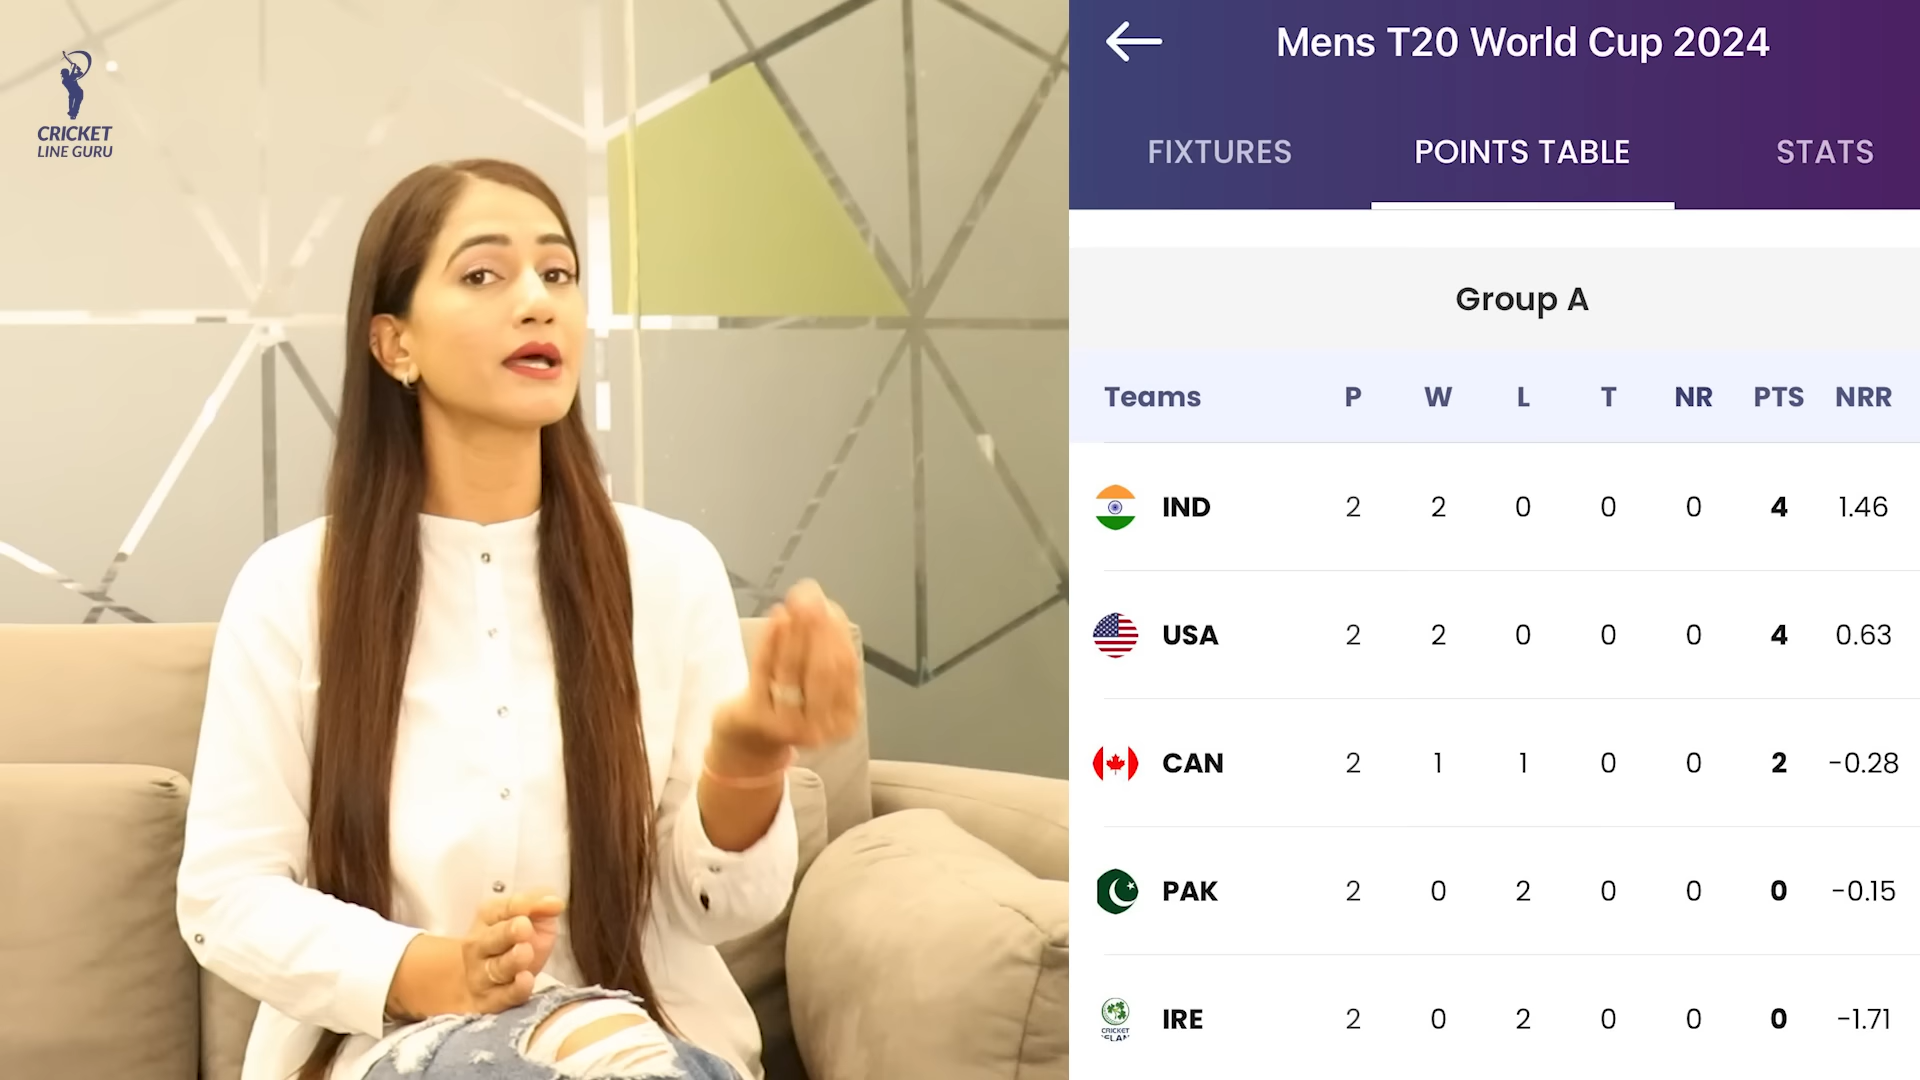 CRICKET
LINE GURU
Mens T20 World Cup 2024
FIXTURES POINTS TABLE STATS
Group A
Teams P W L T NR PTS NRR
IND 2 2 0 0 0 4 1.46
USA 2 2 0 0 0 4 0.63
CAN 2 1 1 0 0 2 -0.28
PAK 2 0 2 0 0 0 -0.15
CRICKET
IRE 2 0 2 0 0 0 -1.71